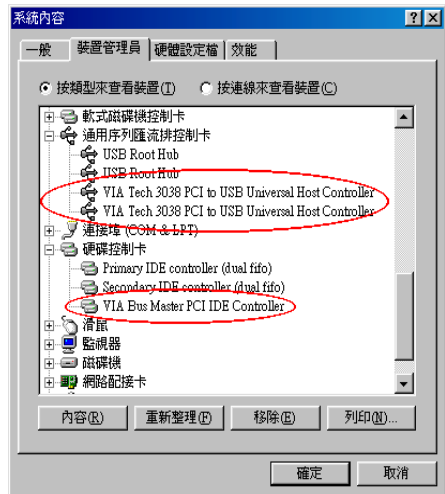 系統內容
一般 裝置管理員 硬體設定檔 效能
按類型來查看裝置(T) 按連線來查看裝置(C)
軟式磁碟機控制卡
通用序列匯流排控制卡
USB Root Hub
USB Root Hub
VIA Tech 3038 PCI to USB Universal Host Controller
VIA Tech 3038 PCI to USB Universal Host Controller
連接埠 (COM & LPT)
硬碟控制卡
Primary IDE controller (dual fifo)
Secondary IDE controller (dual fifo)
VIA Bus Master PCI IDE Controller
滑鼠
監視器
磁碟機
網路配接卡
內容(R) 重新整理(F) 移除(E) 列印(N)...
確定 取消